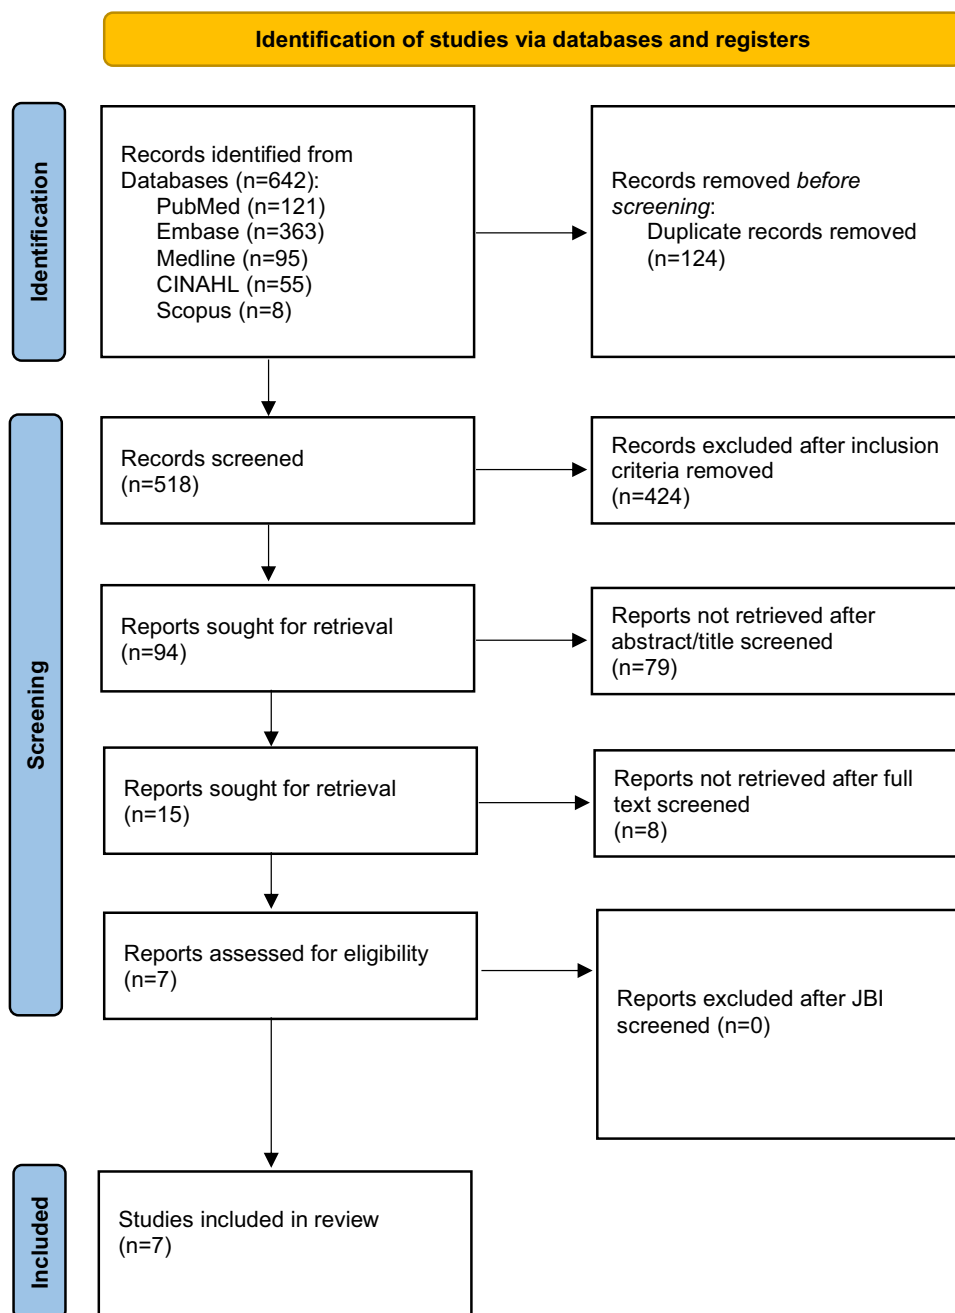 Identification of studies via databases and registers
Identification
Records identified from
Databases (n=642):
PubMed (n=121)
Embase (n=363)
Medline (n=95)
CINAHL (n=55)
Scopus (n=8)
Records removed before
screening:
Duplicate records removed
(n=124)
Screening
Records screened
(n=518)
Records excluded after inclusion
criteria removed
(n=424)
Reports sought for retrieval
(n=94)
Reports not retrieved after
abstract/title screened
(n=79)
Reports sought for retrieval
(n=15)
Reports not retrieved after full
text screened
(n=8)
Reports assessed for eligibility
(n=7)
Reports excluded after JBI
screened (n=0)
Included
Studies included in review
(n=7)